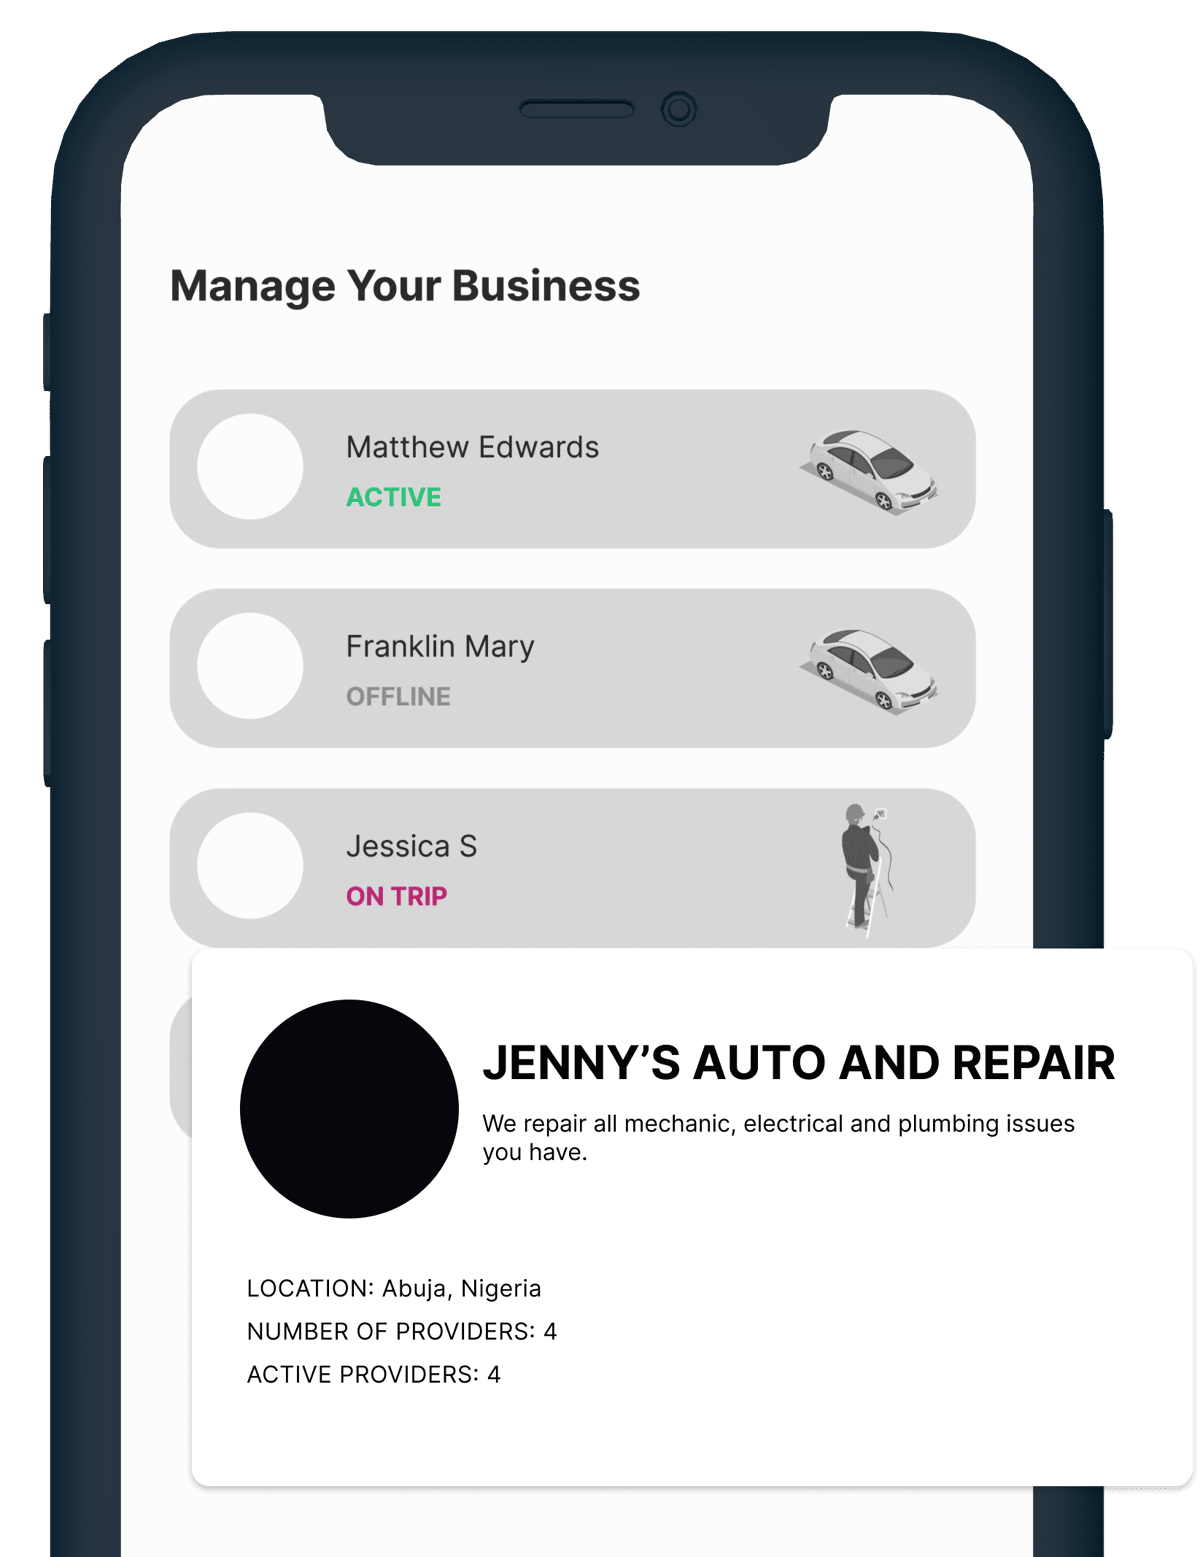 Manage Your Business
Matthew Edwards
ACTIVE
Franklin Mary
OFFLINE
Jessica S
ON TRIP
JENNY’S AUTO AND REPAIR
We repair all mechanic, electrical and plumbing issues
you have.
LOCATION: Abuja, Nigeria
NUMBER OF PROVIDERS: 4
ACTIVE PROVIDERS: 4